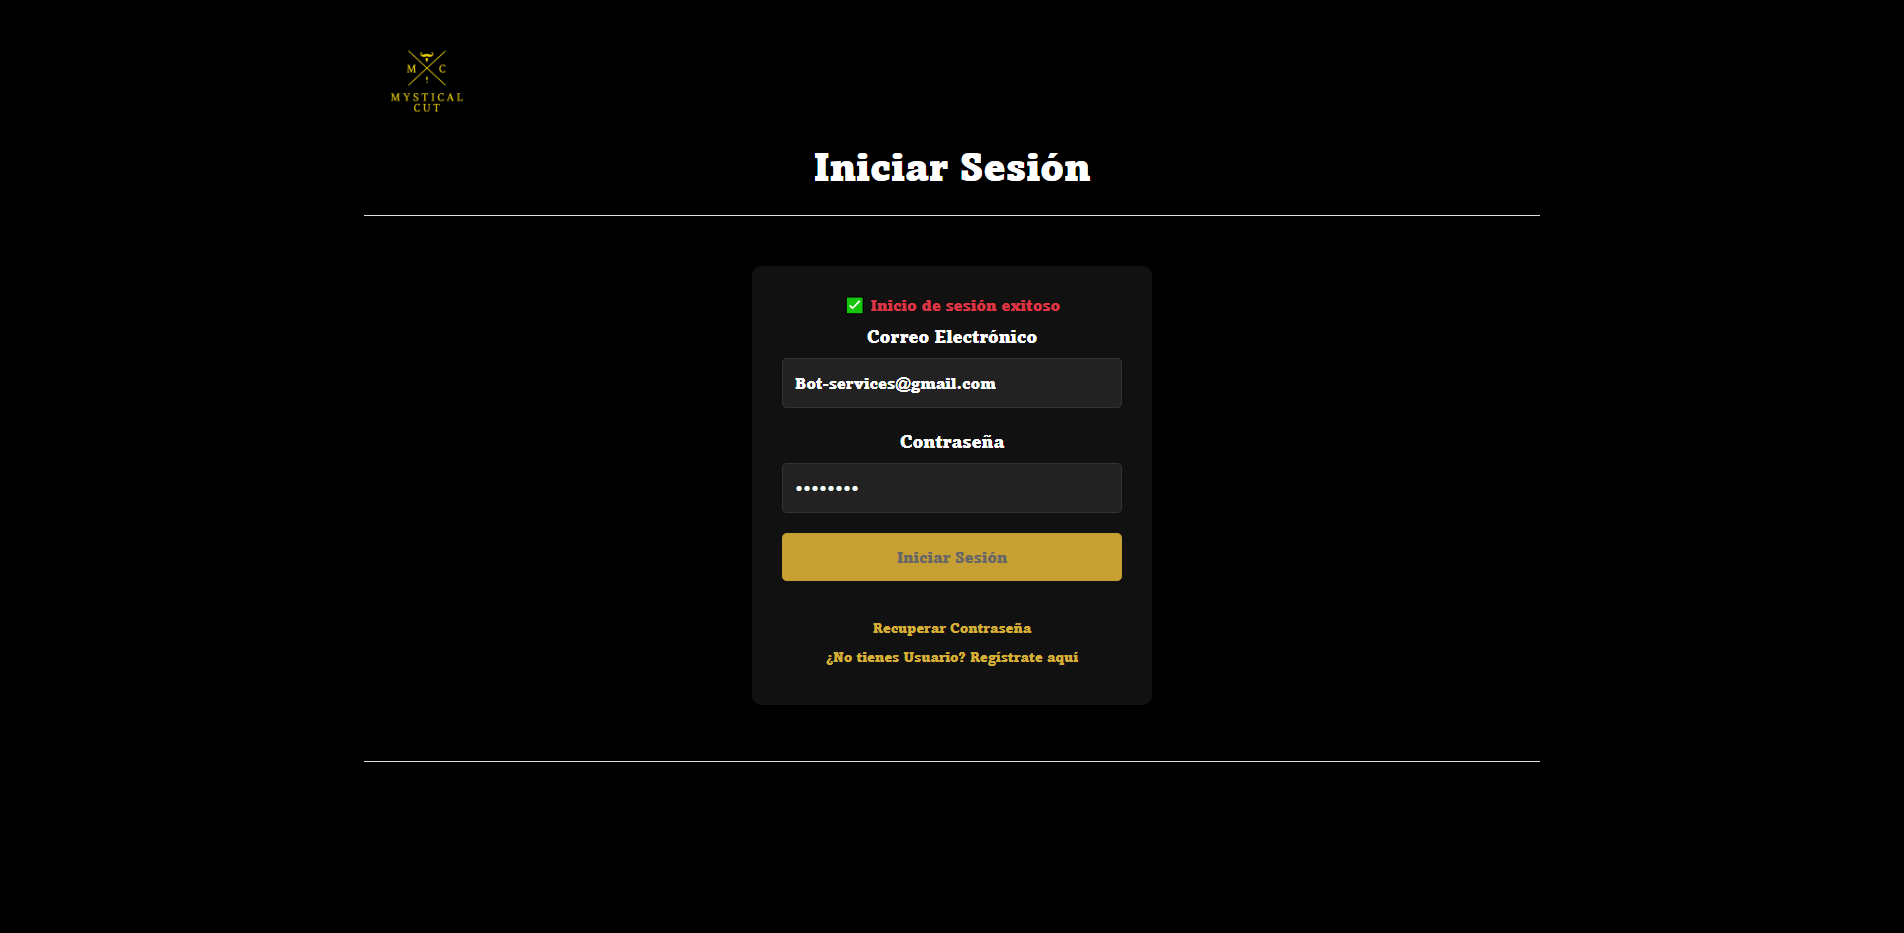 M C
MYSTICAL
CUT
Iniciar Sesión
✅ Inicio de sesión exitoso
Correo Electrónico
Bot-services@gmail.com
Contraseña
••••••••
Iniciar Sesión
Recuperar Contraseña
¿No tienes Usuario? Regístrate aquí